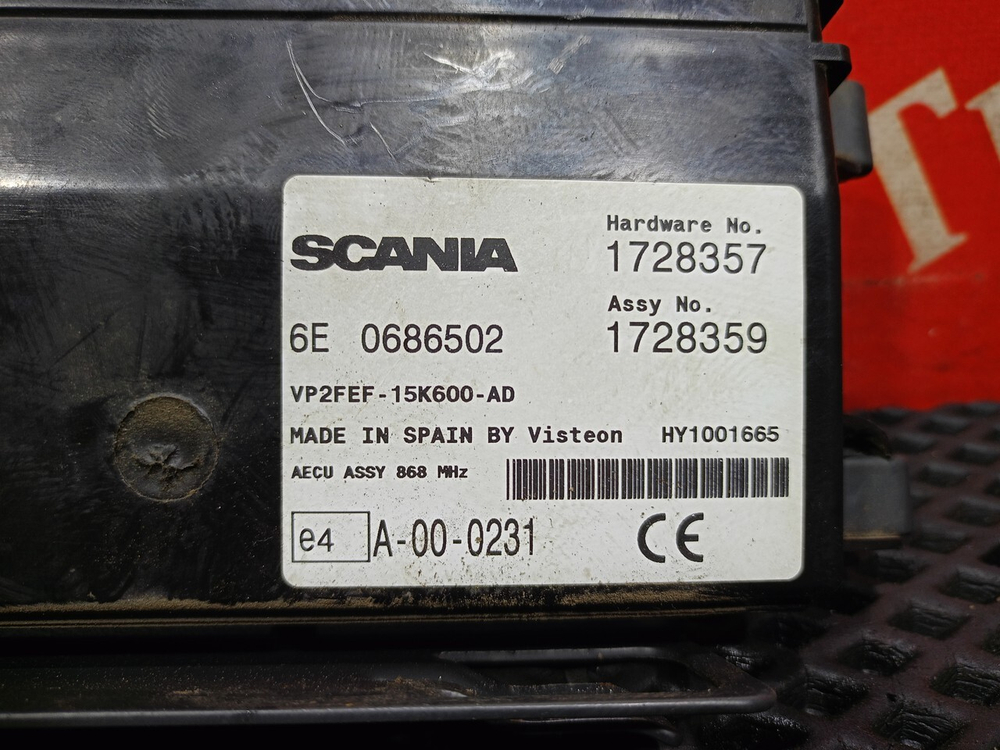 SCANIA
Hardware No.
1728357
Assy No.
6E 0686502
1728359
VP2FEF-15K600-AD
MADE IN SPAIN BY Visteon HY1001665
AECU ASSY 868 MHz
e4 A-00-0231 CE